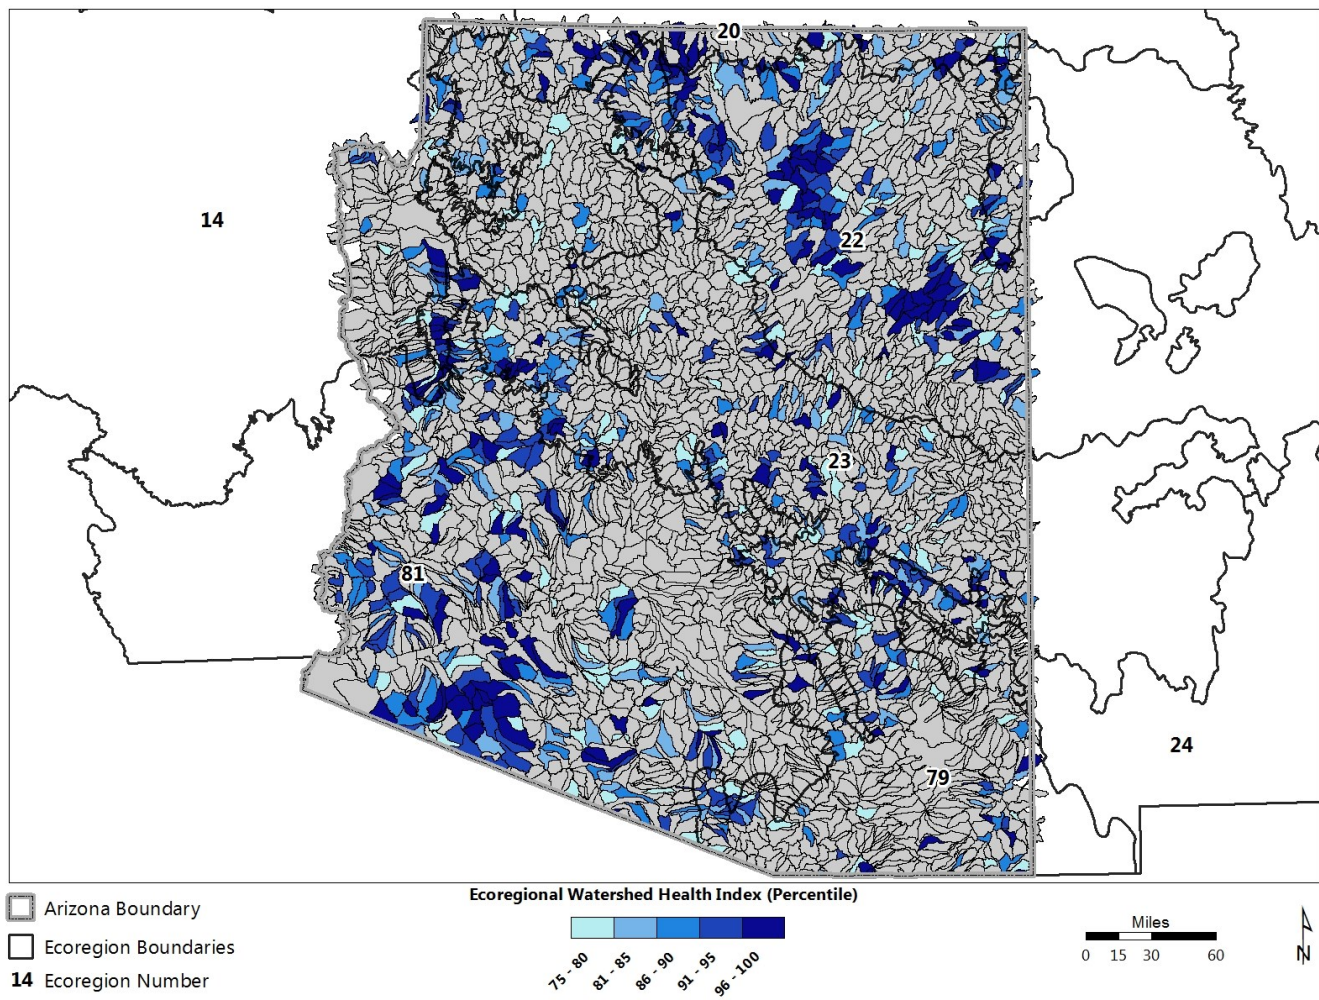 20
14
22
23
81
24
79
Ecoregional Watershed Health Index (Percentile)
Arizona Boundary
Miles
Ecoregion Boundaries
0 15 30 60
N
75 - 80
81 - 85
86 - 90
91 - 95
96 - 100
14 Ecoregion Number